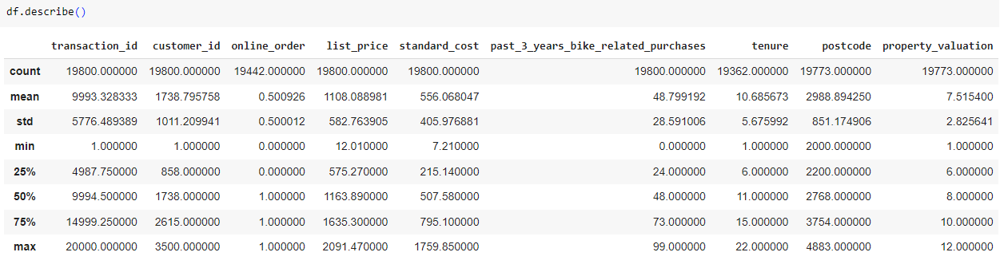 df.describe()
transaction_id customer_id online_order list_price standard_cost past_3_years_bike_related_purchases tenure postcode property_valuation
count 19800.000000 19800.000000 19442.000000 19800.000000 19800.000000 19800.000000 19362.000000 19773.000000 19773.000000
mean 9993.328333 1738.795758 0.500926 1108.088981 556.068047 48.799192 10.685673 2988.894250 7.515400
std 5776.489389 1011.209941 0.500012 582.763905 405.976881 28.591006 5.675992 851.174906 2.825641
min 1.000000 1.000000 0.000000 12.010000 7.210000 0.000000 1.000000 2000.000000 1.000000
25% 4987.750000 858.000000 0.000000 575.270000 215.140000 24.000000 6.000000 2200.000000 6.000000
50% 9994.500000 1738.000000 1.000000 1163.890000 507.580000 48.000000 11.000000 2768.000000 8.000000
75% 14999.250000 2615.000000 1.000000 1635.300000 795.100000 73.000000 15.000000 3754.000000 10.000000
max 20000.000000 3500.000000 1.000000 2091.470000 1759.850000 99.000000 22.000000 4883.000000 12.000000